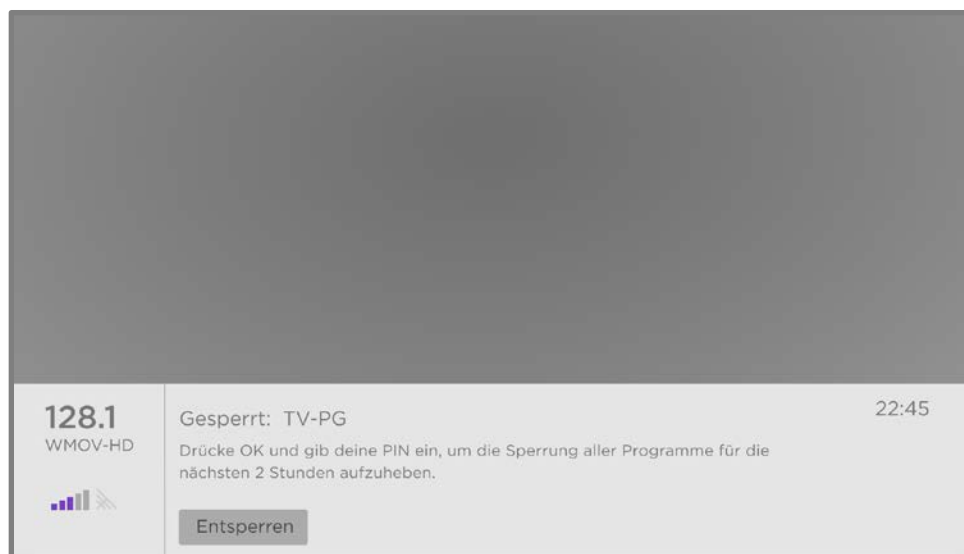 128.1
WMOV-HD
Gesperrt: TV-PG
Drücke OK und gib deine PIN ein, um die Sperrung aller Programme für die
nächsten 2 Stunden aufzuheben.
Entsperren
22:45